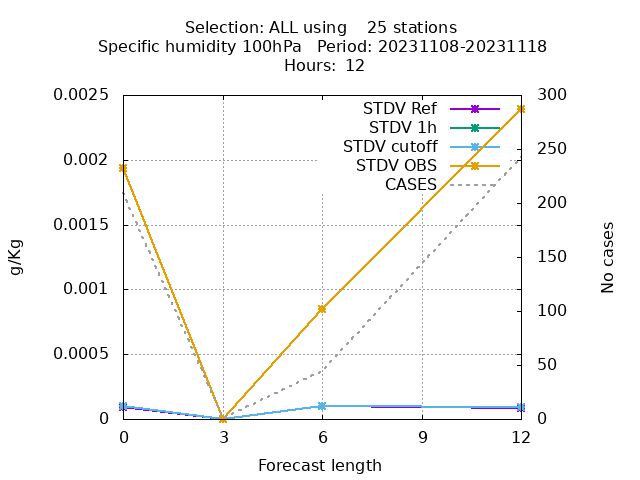 Selection: ALL using    25 stations
Specific humidity 100hPa   Period: 20231108-20231118
Hours: 12
0.0025
0.002
0.0015
0.001
0.0005
0
g/Kg
STDV Ref
STDV 1h
STDV cutoff
STDV OBS
CASES
300
250
200
150
100
50
0
No cases
0 3 6 9 12
Forecast length